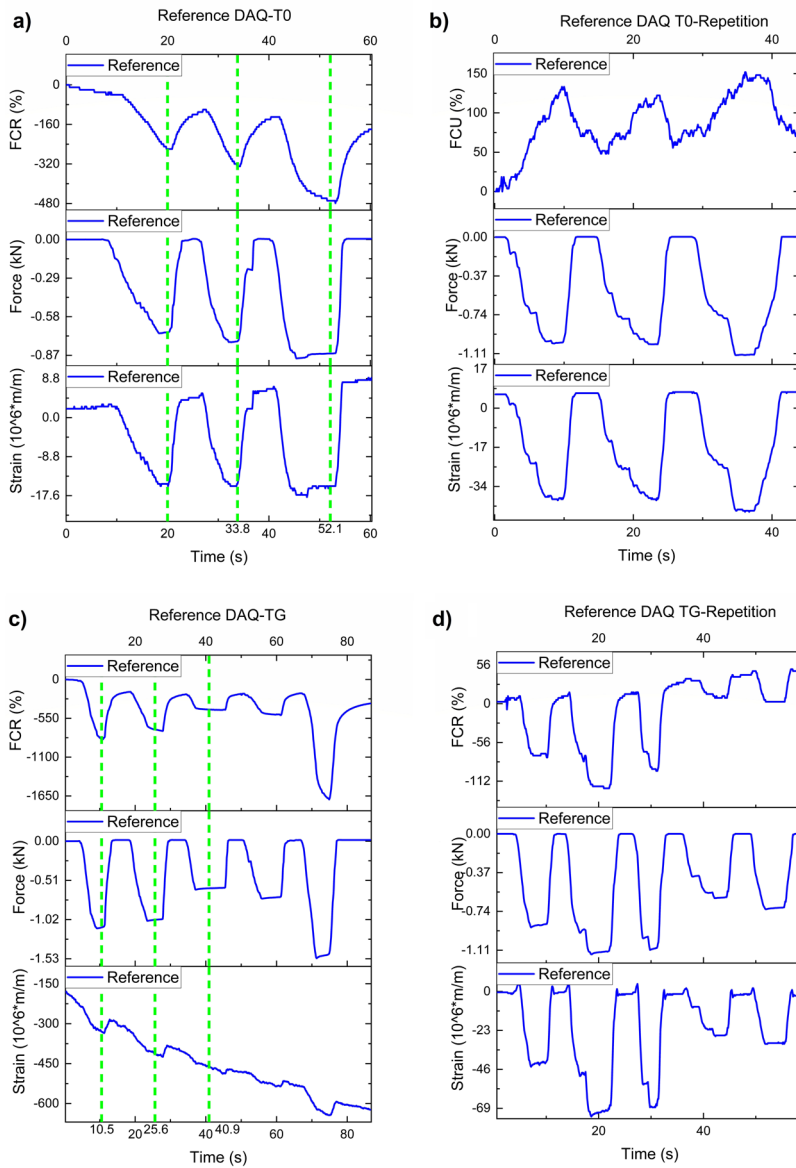 a)
Reference DAQ-T0
0 20 40 60
Reference
0
-160
-320
-480
FCR (%)
Reference
0.00
-0.29
-0.58
-0.87
Force (kN)
Reference
8.8
0.0
-8.8
-17.6
Strain (10^6*m/m)
0 20 33.8 40 52.1 60
Time (s)
b)
Reference DAQ T0-Repetition
0 20 40
Reference
150
100
50
0
FCU (%)
Reference
0.00
-0.37
-0.74
-1.11
Force (kN)
Reference
17
0
-17
-34
Strain (10^6*m/m)
0 20 40
Time (s)
c)
Reference DAQ-TG
20 40 60 80
Reference
0
-550
-1100
-1650
FCR (%)
Reference
0.00
-0.51
-1.02
-1.53
Force (kN)
Reference
-150
-300
-450
-600
Strain (10^6*m/m)
10.5 20 25.6 40 40.9 60 80
Time (s)
d)
Reference DAQ TG-Repetition
20 40
Reference
56
0
-56
-112
FCR (%)
Reference
0.00
-0.37
-0.74
-1.11
Force (kN)
Reference
0
-23
-46
-69
Strain (10^6*m/m)
20 40
Time (s)